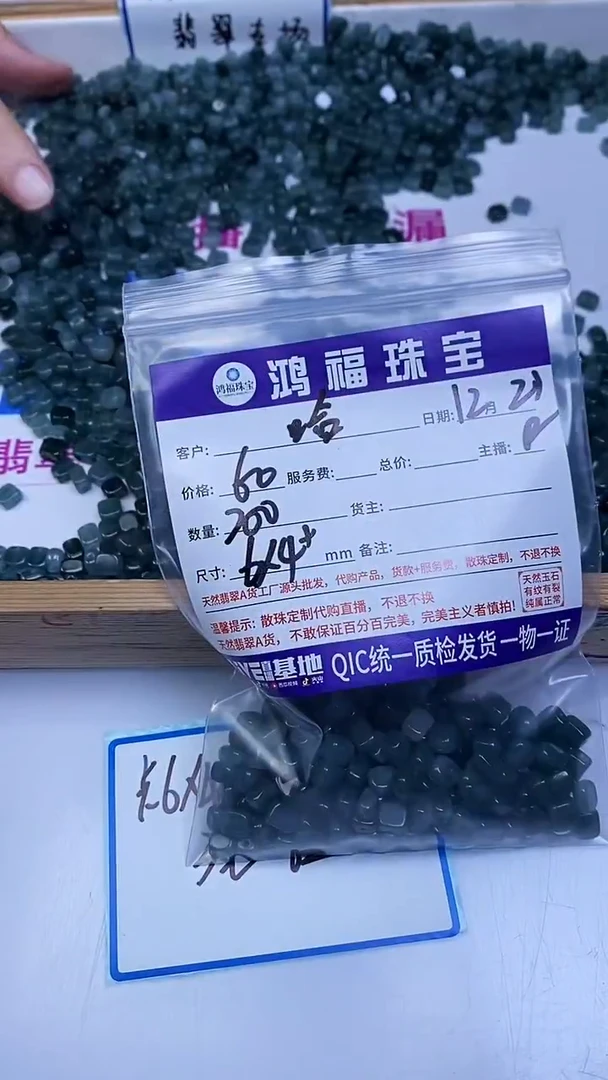 翡翠专场
漏
翡
鸿福珠宝 鸿福珠宝
客户: 哈 日期: 12月21
价格: 60 服务费: 总价: 主播:
数量: 200 货主:
尺寸: 6x4+ mm 备注:
天然翡翠A货工厂源头批发,代购产品,货款+服务费,散珠定制,不退不换
温馨提示: 散珠定制代购直播,不退不换
天然翡翠A货,不敢保证百分百完美,完美主义者慎拍!
天然玉石
有纹有裂
纯属正常
基地 QIC统一质检发货一物一证